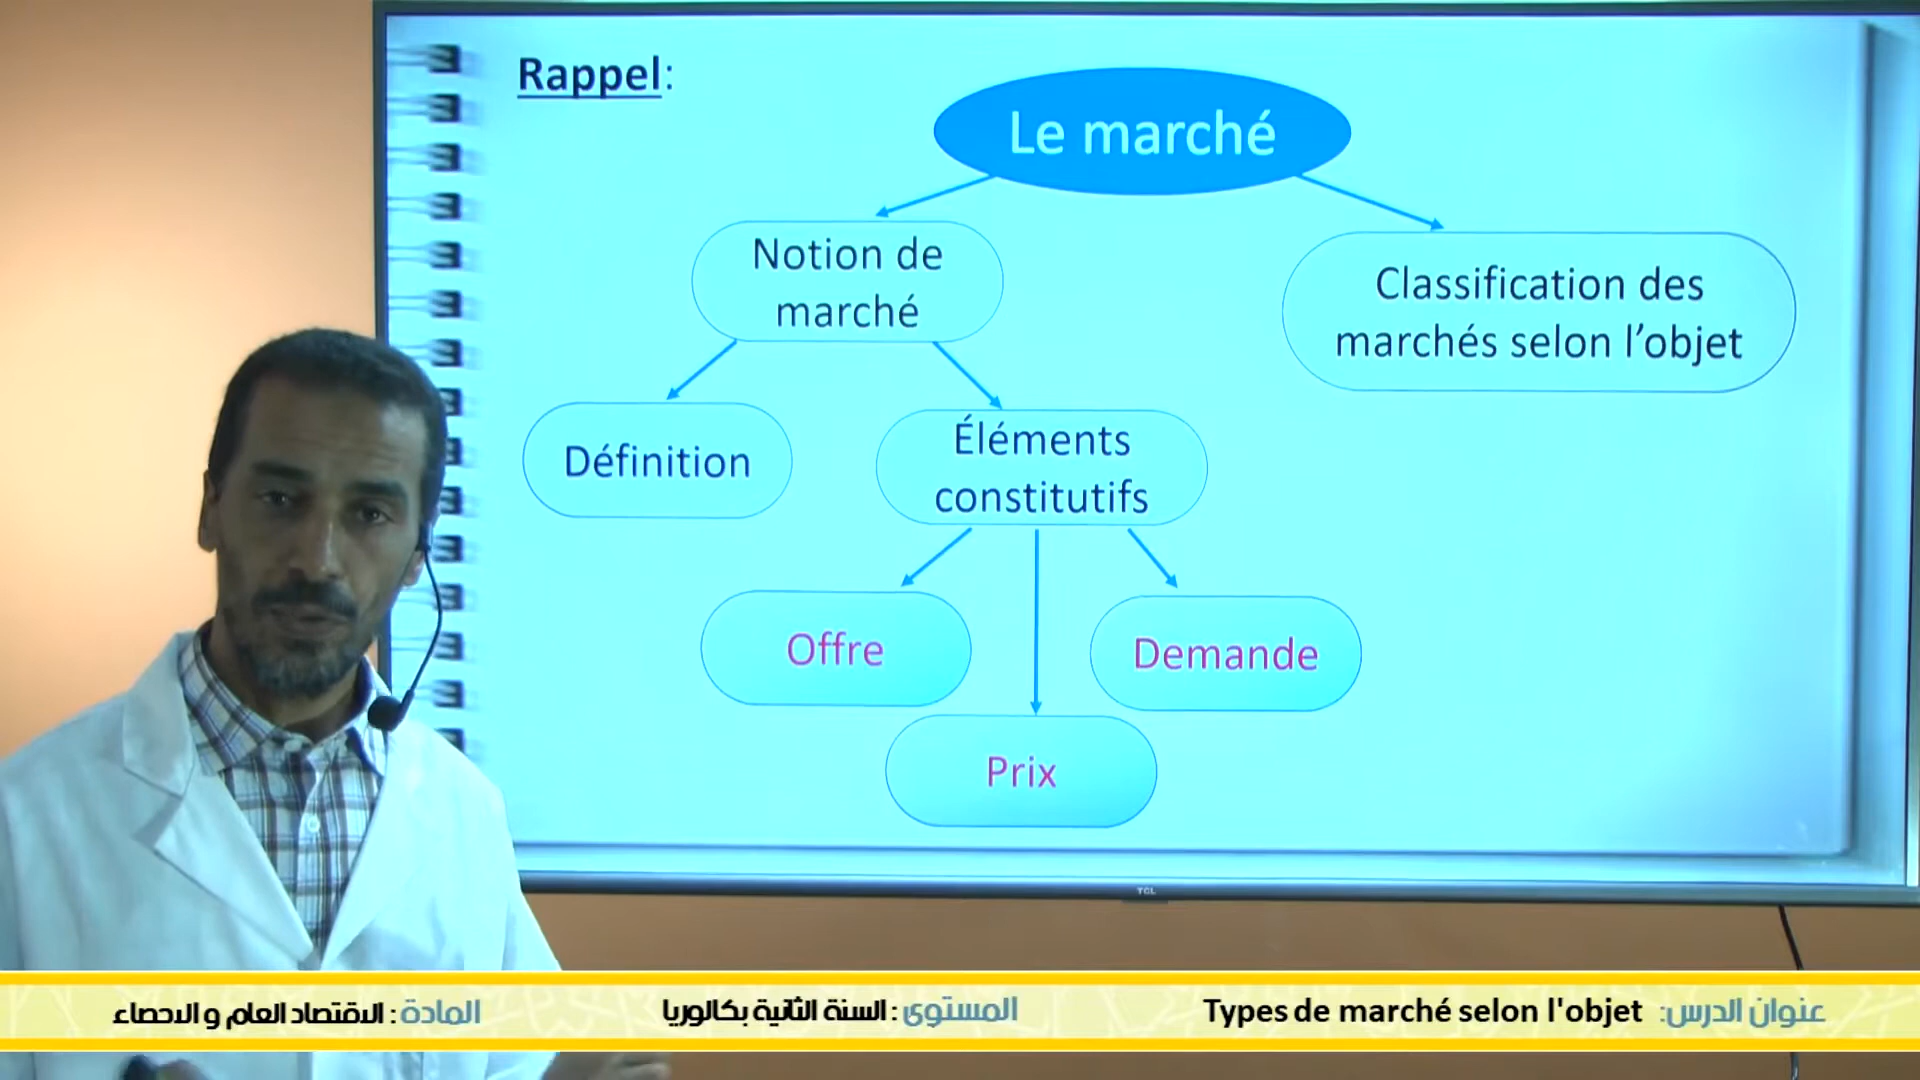 Rappel:
Le marché
Notion de
marché
Classification des
marchés selon l’objet
Définition
Éléments
constitutifs
Offre
Demande
Prix
TCL
عنوان الدرس: Types de marché selon l'objet
المستوى : السنة الثانية بكالوريا
المادة : الاقتصاد العام و الاحصاء